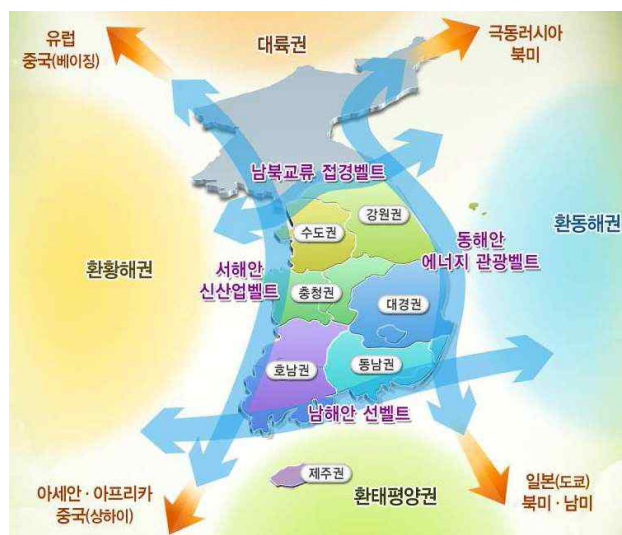 유럽
중국(베이징)
대륙권
극동러시아
북미
남북교류 접경벨트
수도권
강원권
환황해권
서해안
신산업벨트
충청권
대경권
동해안
에너지 관광벨트
환동해권
호남권
동남권
남해안 선벨트
제주권
아세안·아프리카
중국(상하이)
환태평양권
일본(도쿄)
북미·남미